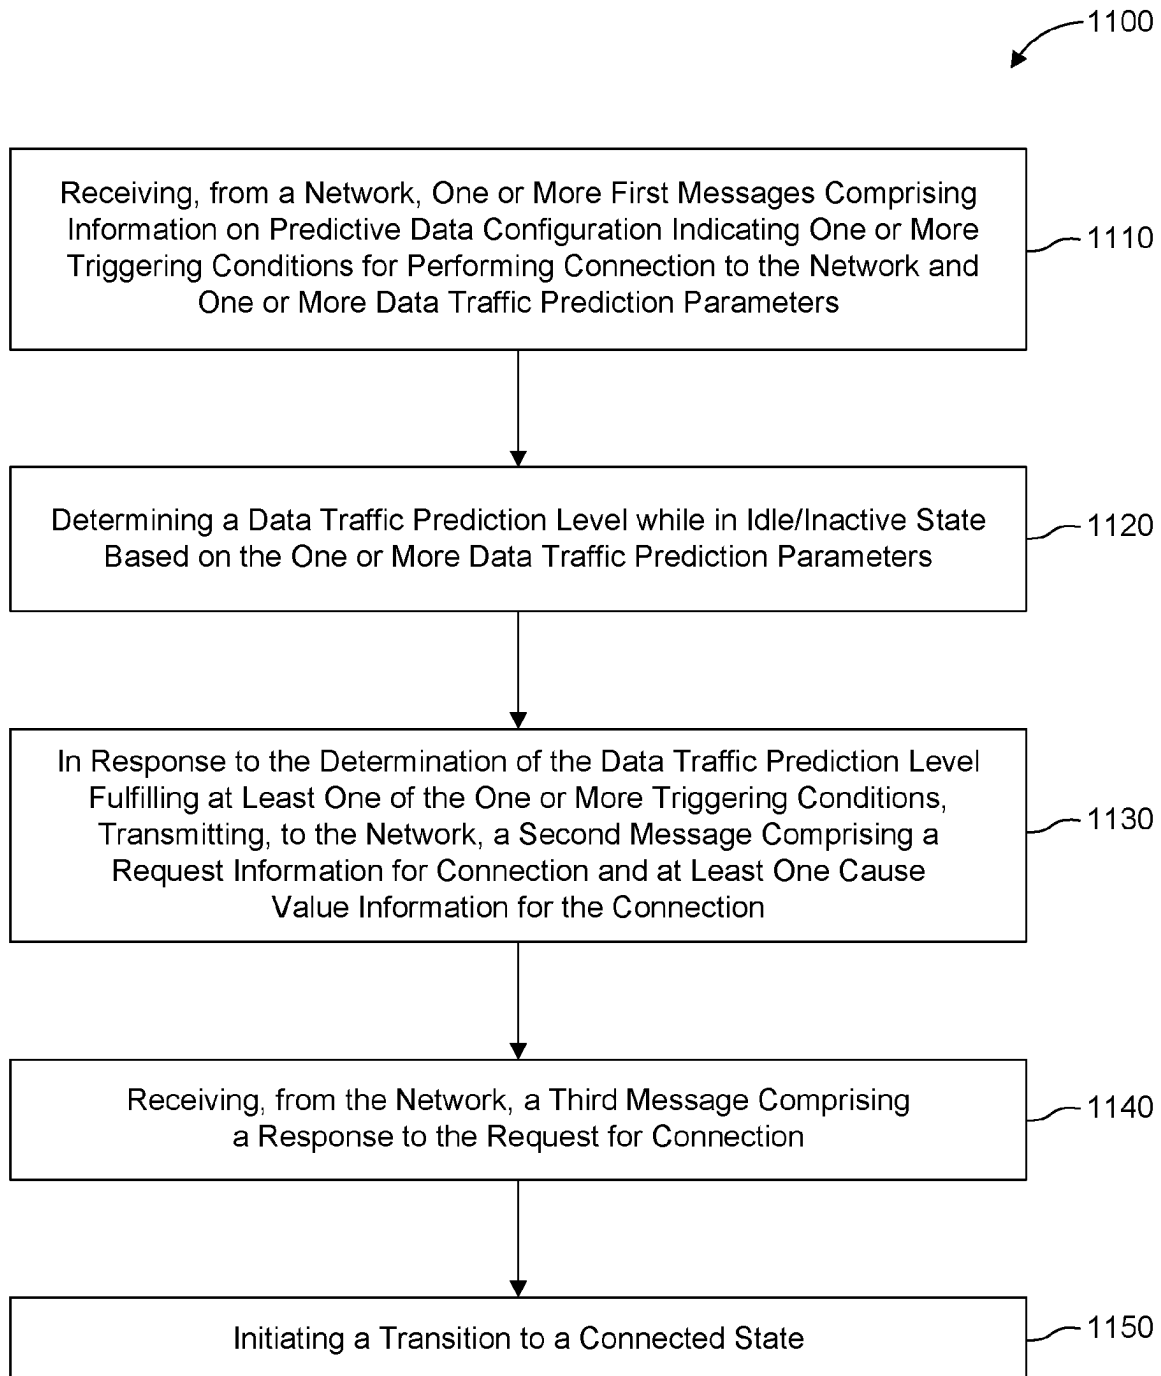 1100
Receiving, from a Network, One or More First Messages Comprising
Information on Predictive Data Configuration Indicating One or More
Triggering Conditions for Performing Connection to the Network and
One or More Data Traffic Prediction Parameters
1110
Determining a Data Traffic Prediction Level while in Idle/Inactive State
Based on the One or More Data Traffic Prediction Parameters
1120
In Response to the Determination of the Data Traffic Prediction Level
Fulfilling at Least One of the One or More Triggering Conditions,
Transmitting, to the Network, a Second Message Comprising a
Request Information for Connection and at Least One Cause
Value Information for the Connection
1130
Receiving, from the Network, a Third Message Comprising
a Response to the Request for Connection
1140
Initiating a Transition to a Connected State
1150